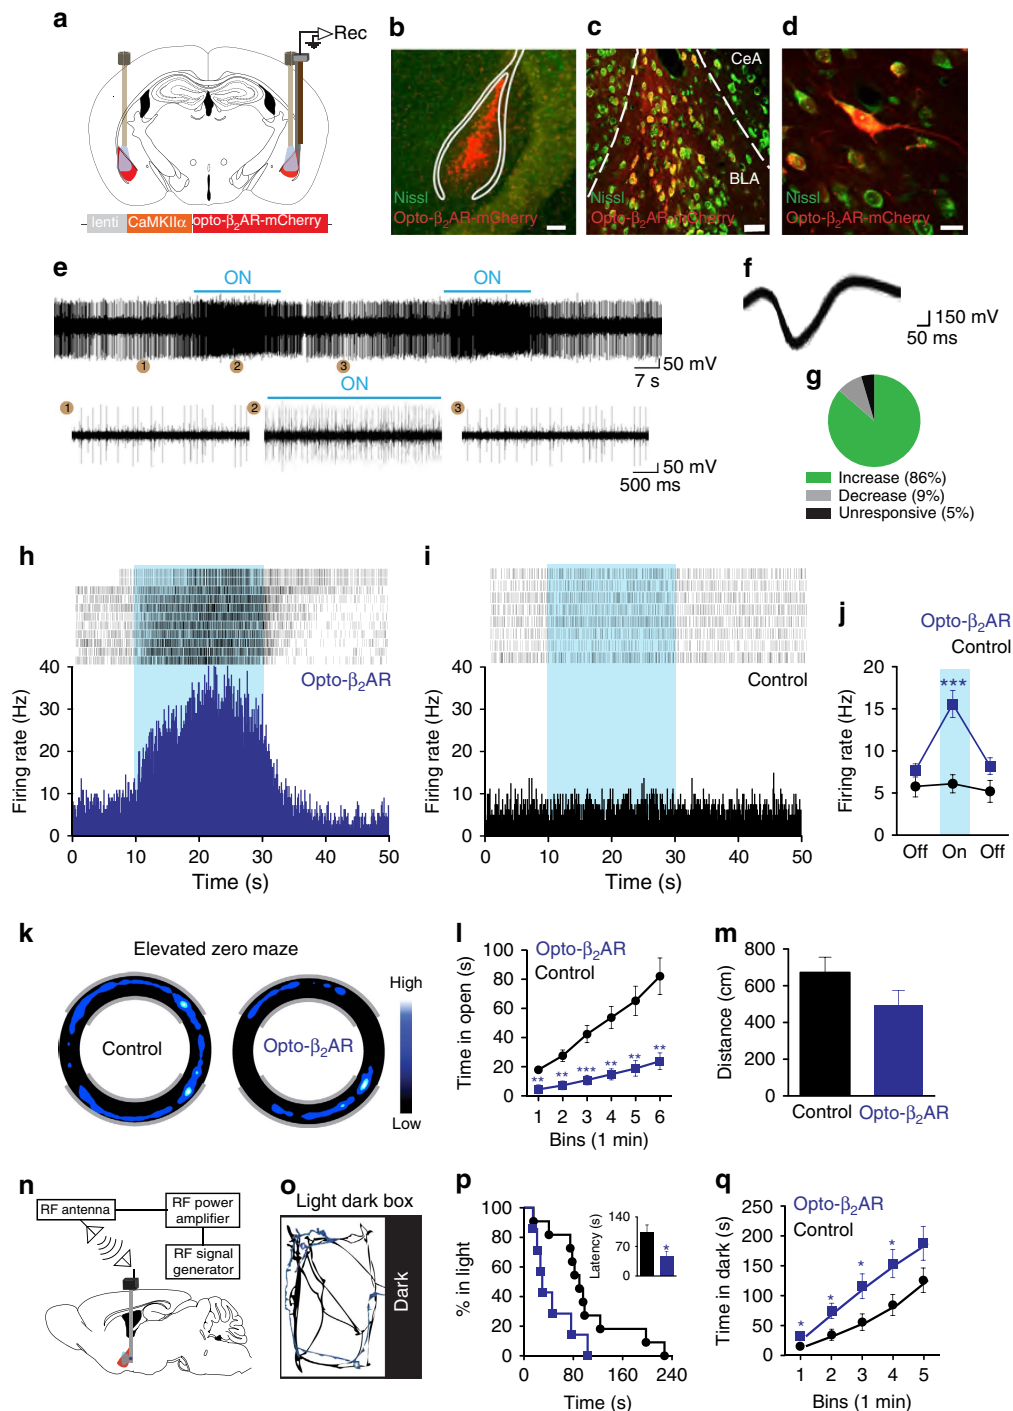 a
Rec
lenti CaMKIIα opto-β₂AR-mCherry
b
Nissl
Opto-β₂AR-mCherry
c
CeA
BLA
Nissl
Opto-β₂AR-mCherry
d
Nissl
Opto-β₂AR-mCherry
e
ON ON
1 2 3
50 mV
7 s
ON
1 2 3
50 mV
500 ms
f
150 mV
50 ms
g
Increase (86%)
Decrease (9%)
Unresponsive (5%)
h
Opto-β₂AR
Firing rate (Hz)
40
30
20
10
0
0 10 20 30 40 50
Time (s)
i
Control
Firing rate (Hz)
40
30
20
10
0
0 10 20 30 40 50
Time (s)
j
Opto-β₂AR
Control
Firing rate (Hz)
20
15
10
5
0
***
Off On Off
k
Elevated zero maze
Control
Opto-β₂AR
High
Low
l
Opto-β₂AR
Control
Time in open (s)
100
80
60
40
20
0
** ** *** ** ** **
1 2 3 4 5 6
Bins (1 min)
m
Distance (cm)
800
600
400
200
0
Control Opto-β₂AR
n
RF antenna
RF power
amplifier
RF signal
generator
o
Light dark box
Dark
p
% in light
100
80
60
40
20
0
0 80 160 240
Time (s)
Latency (s)
140
70
0
*
q
Opto-β₂AR
Control
Time in dark (s)
250
200
150
100
50
0
* * * *
1 2 3 4 5
Bins (1 min)